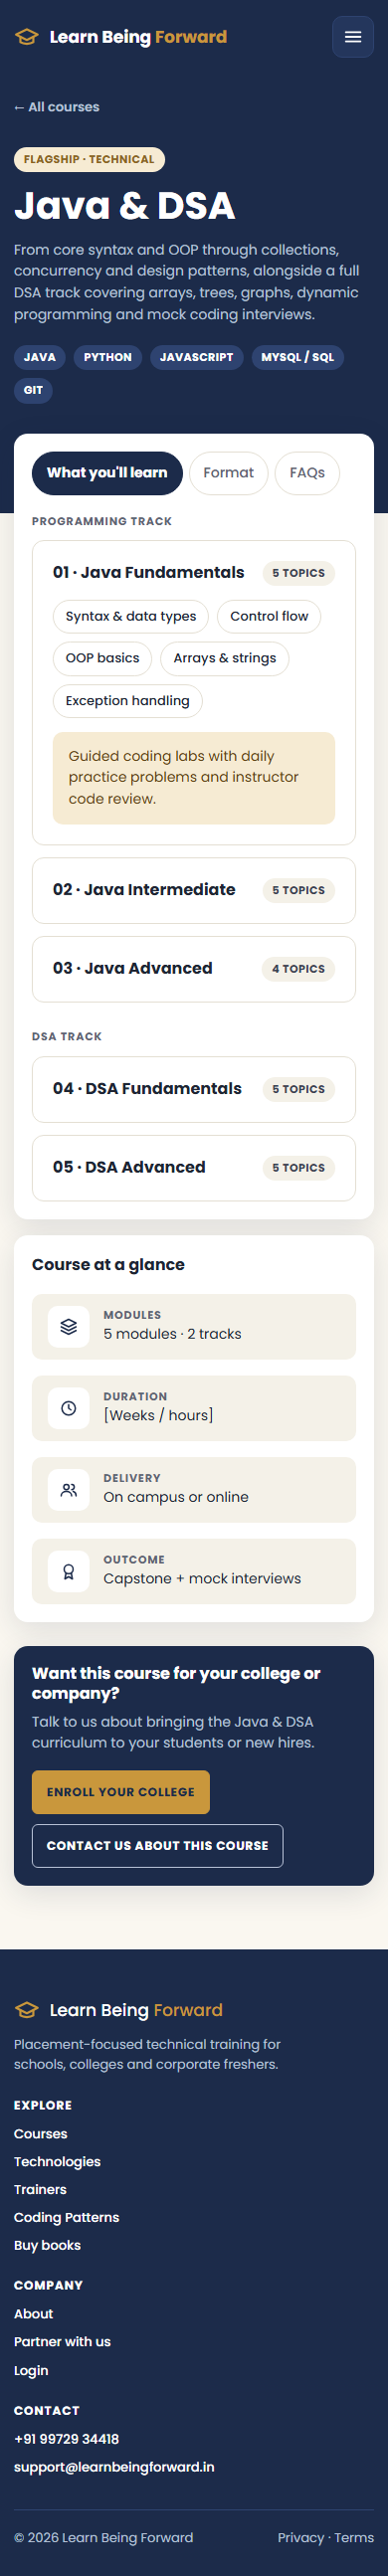 Learn Being Forward
← All courses
FLAGSHIP · TECHNICAL
Java & DSA
From core syntax and OOP through collections,
concurrency and design patterns, alongside a full
DSA track covering arrays, trees, graphs, dynamic
programming and mock coding interviews.
JAVA PYTHON JAVASCRIPT MYSQL / SQL
GIT
What you'll learn Format FAQs
PROGRAMMING TRACK
01 · Java Fundamentals 5 TOPICS
Syntax & data types Control flow
OOP basics Arrays & strings
Exception handling
Guided coding labs with daily
practice problems and instructor
code review.
02 · Java Intermediate 5 TOPICS
03 · Java Advanced 4 TOPICS
DSA TRACK
04 · DSA Fundamentals 5 TOPICS
05 · DSA Advanced 5 TOPICS
Course at a glance
MODULES
5 modules · 2 tracks
DURATION
[Weeks / hours]
DELIVERY
On campus or online
OUTCOME
Capstone + mock interviews
Want this course for your college or
company?
Talk to us about bringing the Java & DSA
curriculum to your students or new hires.
ENROLL YOUR COLLEGE
CONTACT US ABOUT THIS COURSE
Learn Being Forward
Placement-focused technical training for
schools, colleges and corporate freshers.
EXPLORE
Courses
Technologies
Trainers
Coding Patterns
Buy books
COMPANY
About
Partner with us
Login
CONTACT
+91 99729 34418
support@learnbeingforward.in
© 2026 Learn Being Forward Privacy · Terms